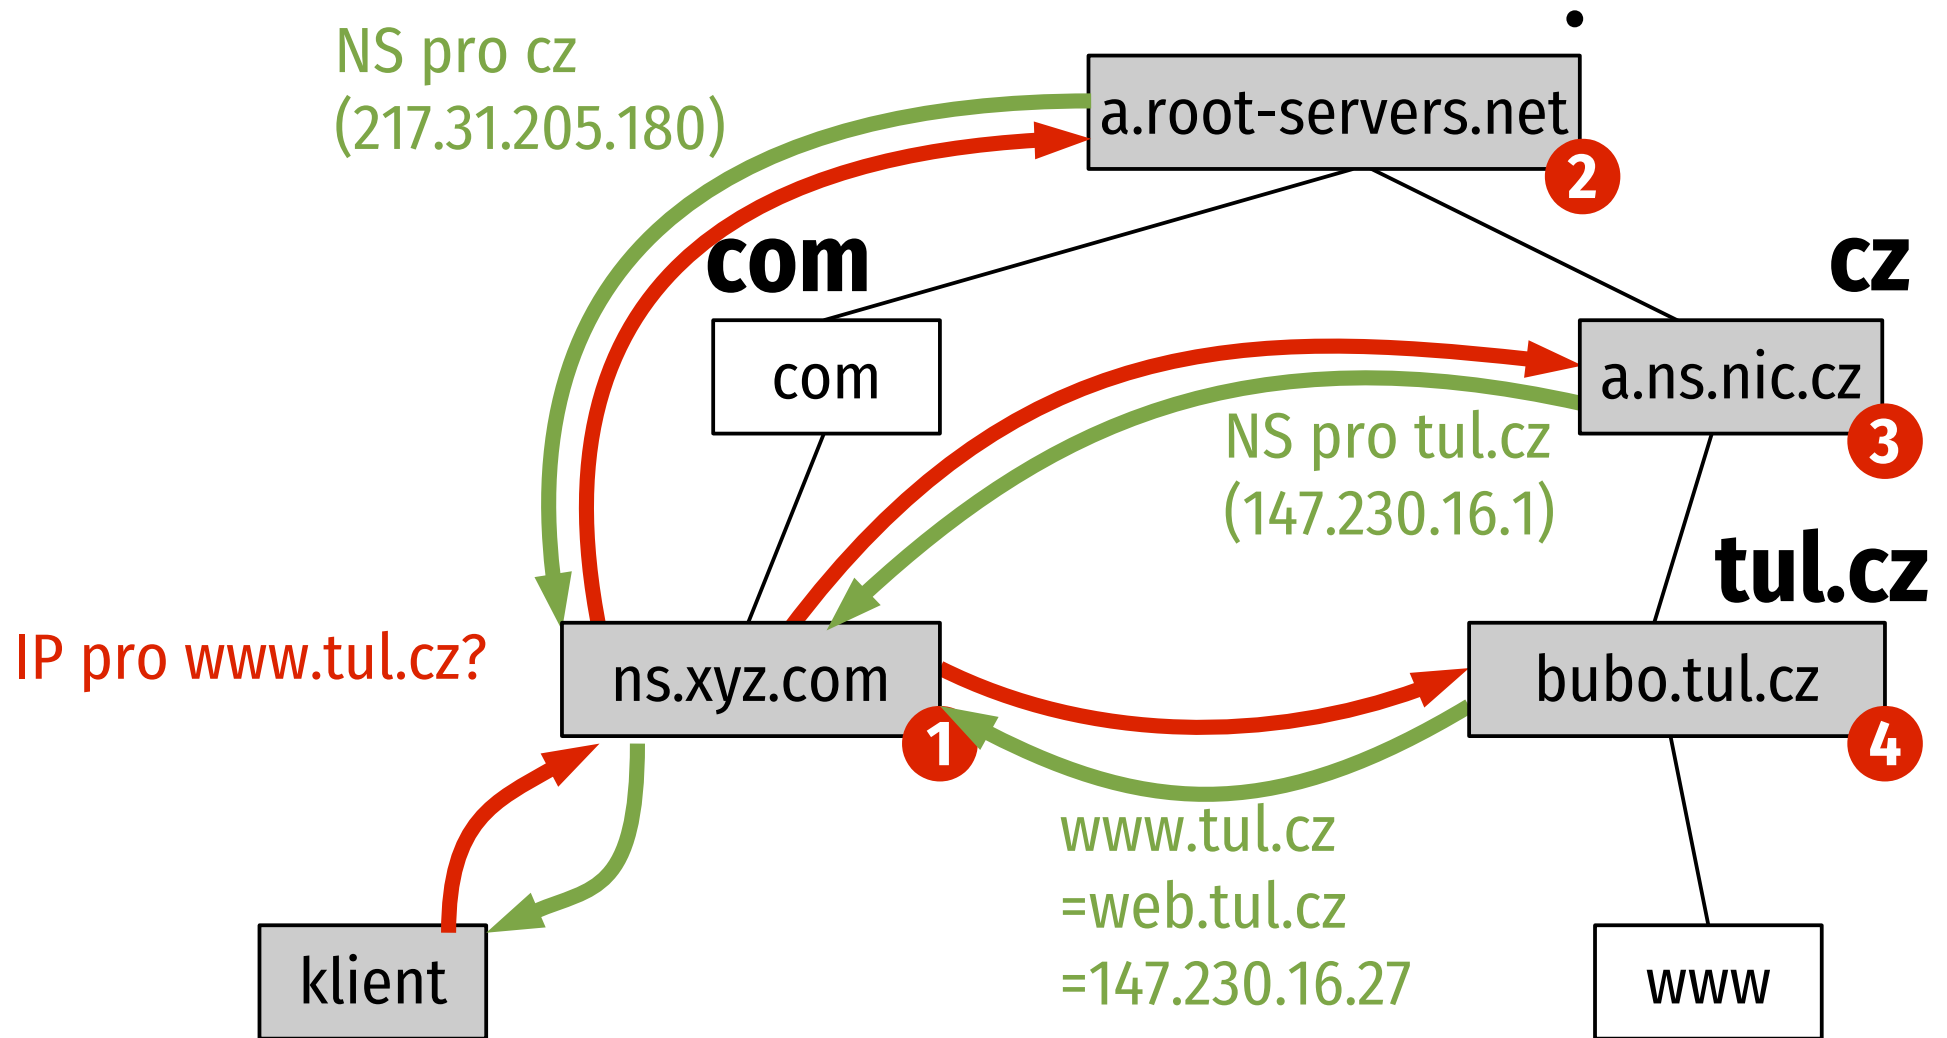 .
NS pro cz
(217.31.205.180)
a.root-servers.net
2
com
cz
com
a.ns.nic.cz
3
NS pro tul.cz
(147.230.16.1)
tul.cz
IP pro www.tul.cz?
ns.xyz.com
1
bubo.tul.cz
4
www.tul.cz
=web.tul.cz
=147.230.16.27
klient
www